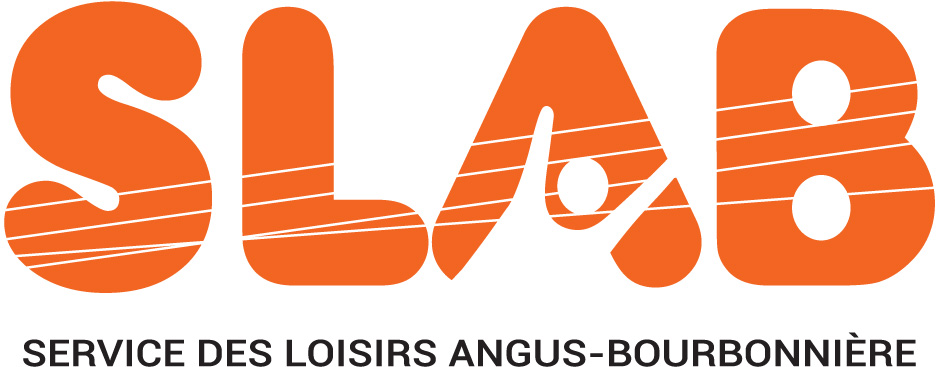 SLAB
SERVICE DES LOISIRS ANGUS-BOURBONNIÈRE